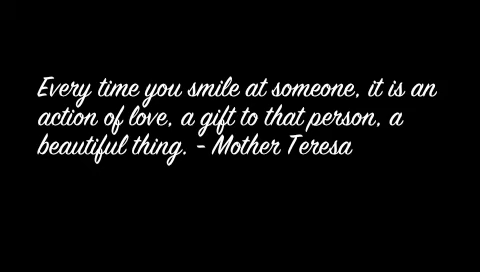 Every time you smile at someone, it is an
action of love, a gift to that person, a
beautiful thing. - Mother Teresa